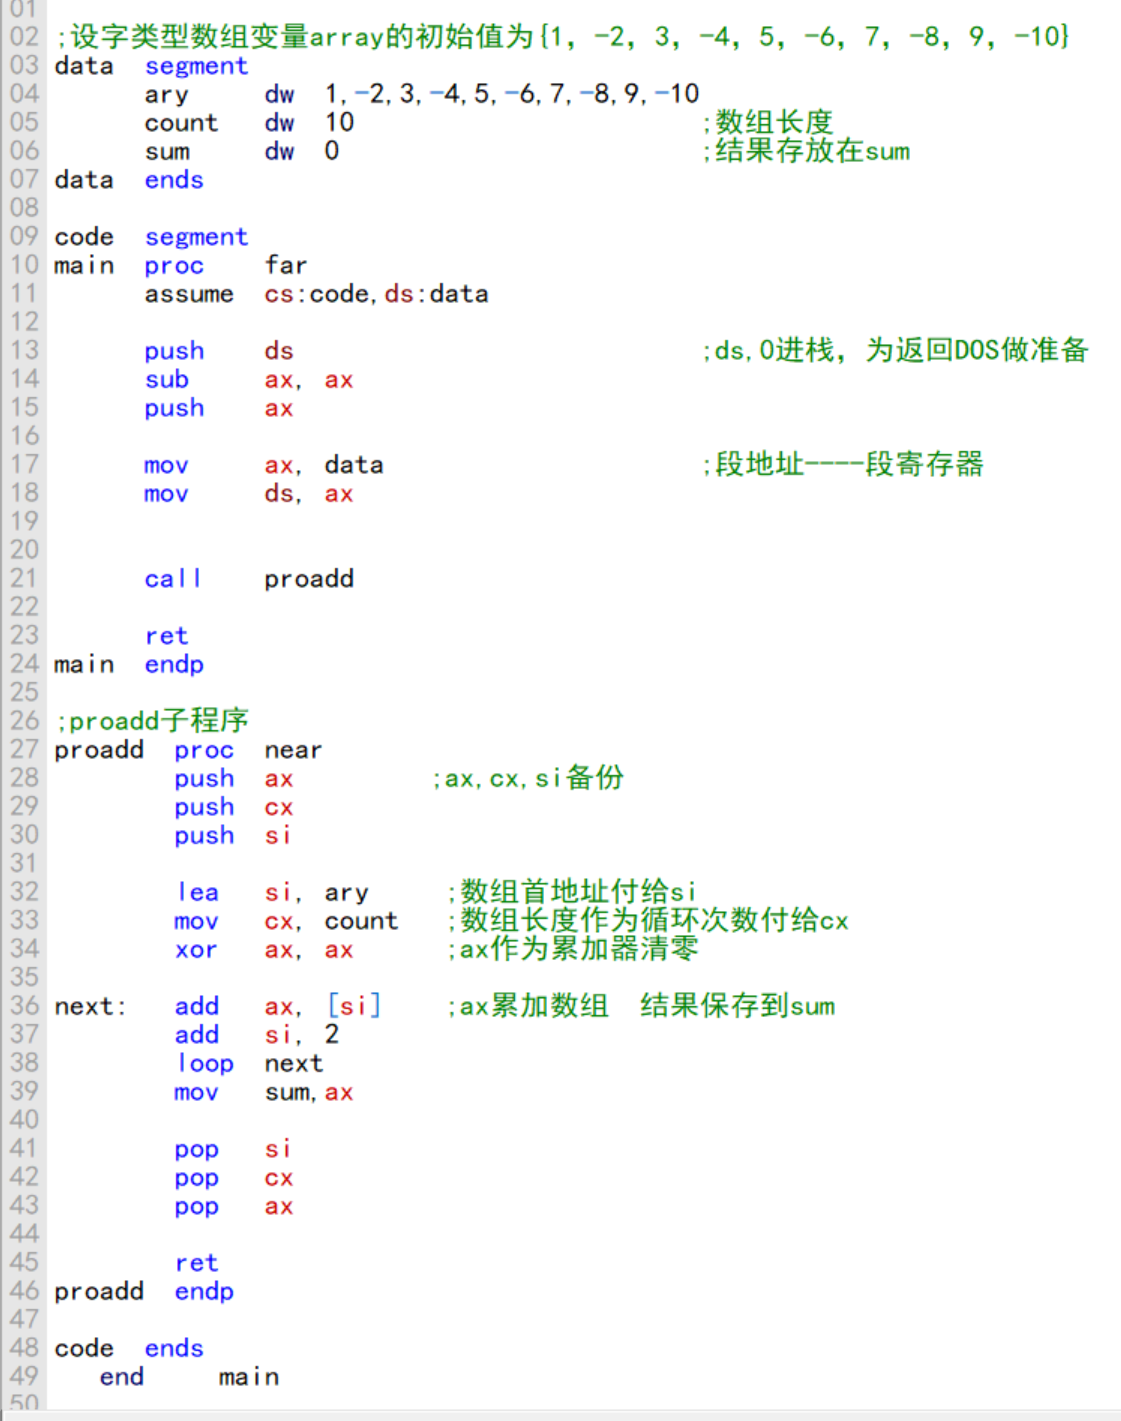 01
02 ;设字类型数组变量array的初始值为{1, -2, 3, -4, 5, -6, 7, -8, 9, -10}
03 data segment
04 ary dw 1,-2,3,-4,5,-6,7,-8,9,-10
05 count dw 10 ;数组长度
06 sum dw 0 ;结果存放在sum
07 data ends
08
09 code segment
10 main proc far
11 assume cs:code,ds:data
12
13 push ds ;ds,0进栈，为返回DOS做准备
14 sub ax, ax
15 push ax
16
17 mov ax, data ;段地址----段寄存器
18 mov ds, ax
19
20
21 call proadd
22
23 ret
24 main endp
25
26 ;proadd子程序
27 proadd proc near
28 push ax ;ax,cx,si备份
29 push cx
30 push si
31
32 lea si, ary ;数组首地址付给si
33 mov cx, count ;数组长度作为循环次数付给cx
34 xor ax, ax ;ax作为累加器清零
35
36 next: add ax, [si] ;ax累加数组 结果保存到sum
37 add si, 2
38 loop next
39 mov sum,ax
40
41 pop si
42 pop cx
43 pop ax
44
45 ret
46 proadd endp
47
48 code ends
49 end main
50